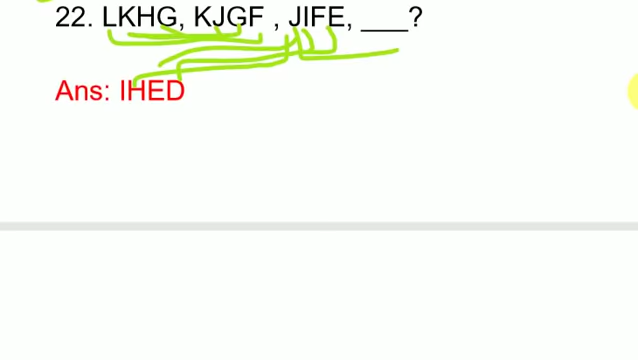 22. LKHG, KJGF , JIFE, ___?
Ans: IHED